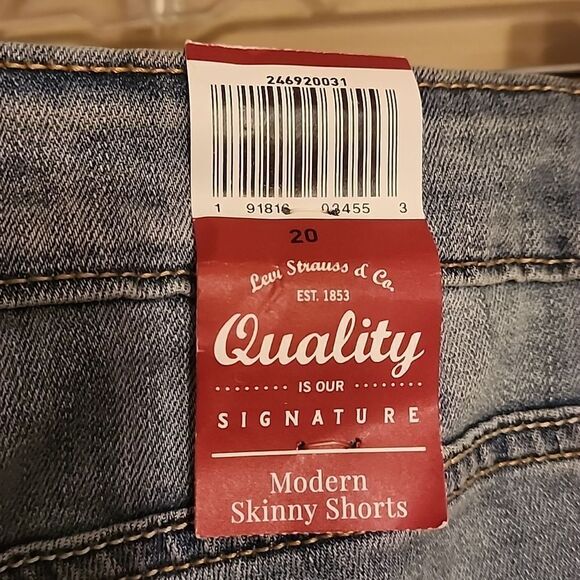 246920031
1 91816 03455 3
20
Levi Strauss & Co.
EST. 1853
Quality
IS OUR
SIGNATURE
Modern
Skinny Shorts